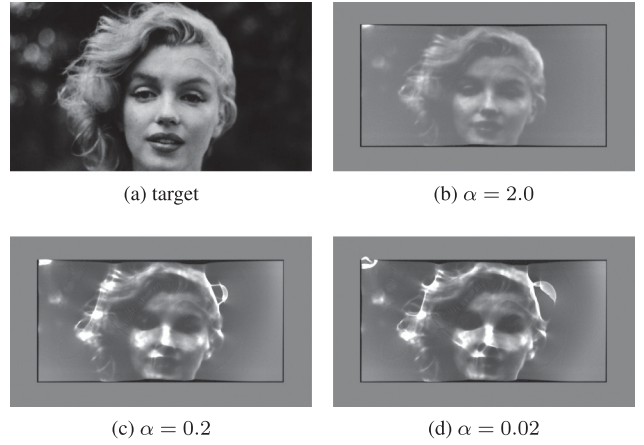 (a) target
(b) α = 2.0
(c) α = 0.2
(d) α = 0.02